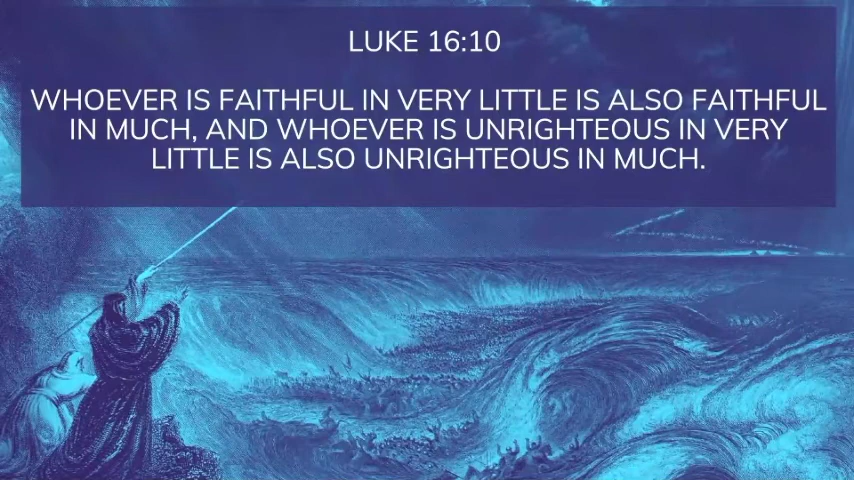 LUKE 16:10
WHOEVER IS FAITHFUL IN VERY LITTLE IS ALSO FAITHFUL
IN MUCH, AND WHOEVER IS UNRIGHTEOUS IN VERY
LITTLE IS ALSO UNRIGHTEOUS IN MUCH.